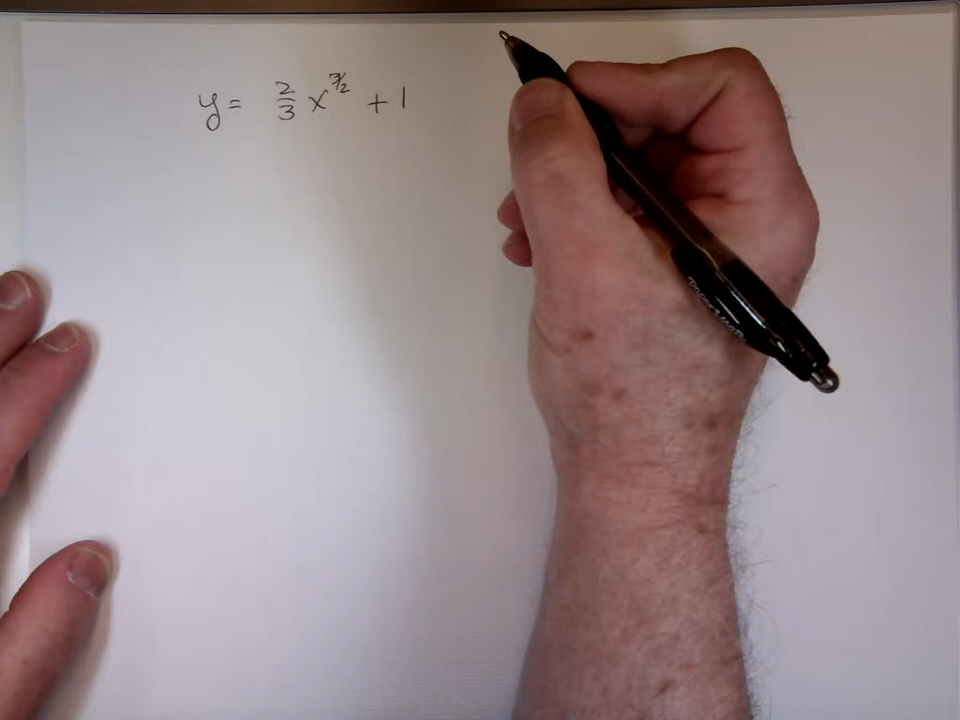 y = 2/3 x^3/2 + 1